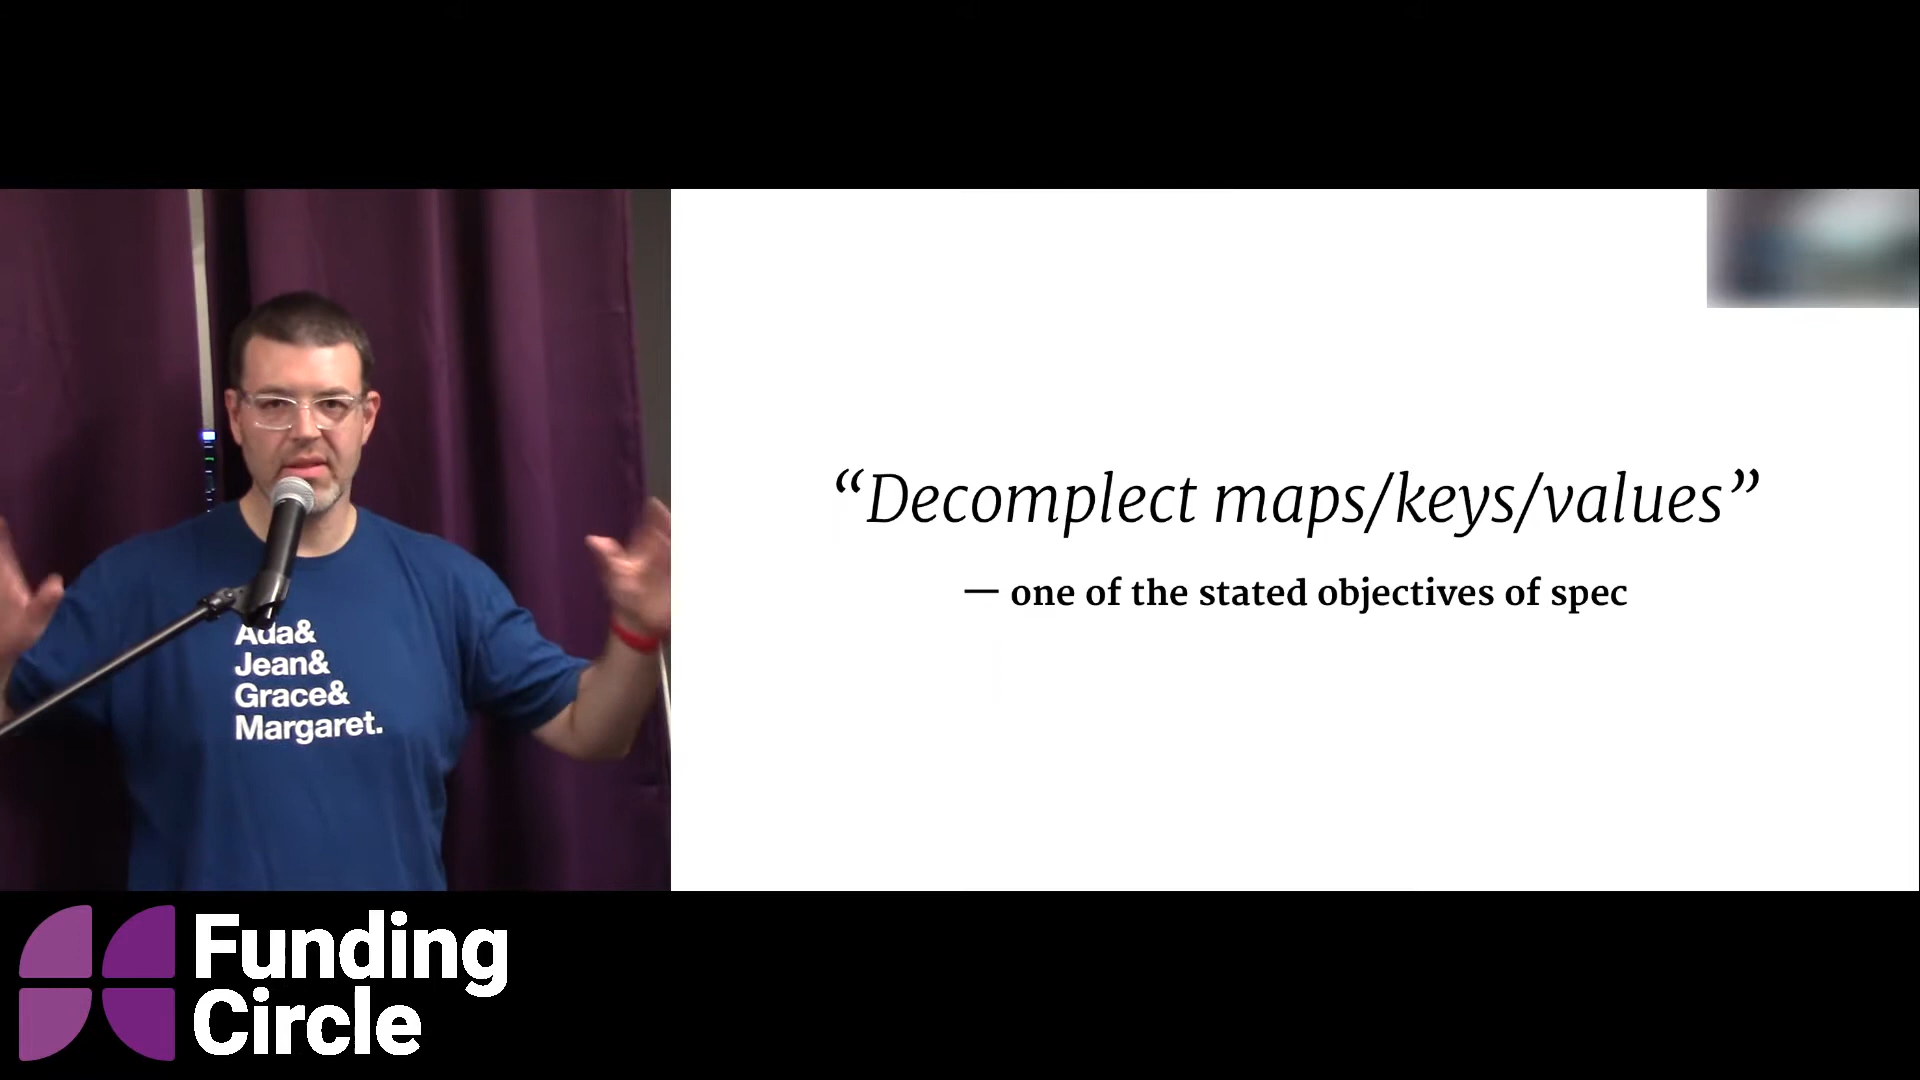 “Decomplect maps/keys/values”
— one of the stated objectives of spec
Ada&
Jean&
Grace&
Margaret.
Funding
Circle